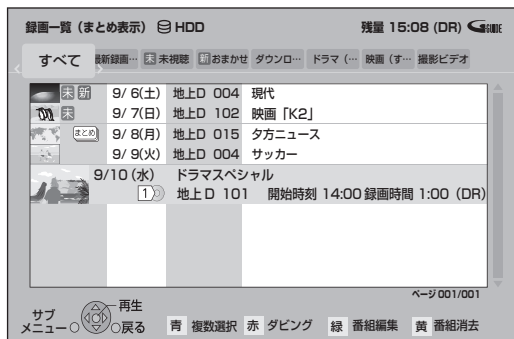 録画一覧（まとめ表示） HDD 残量 15:08 (DR) GGUIDE
すべて 最新録画… 未 未視聴 新 おまかせ ダウンロ… ドラマ（… 映画（す… 撮影ビデオ
未 新 9/ 6(土) 地上D 004 現代
未 9/ 7(日) 地上D 102 映画「K2」
まとめ 9/ 8(月) 地上D 015 夕方ニュース
9/ 9(火) 地上D 004 サッカー
9/10(水) ドラマスペシャル
1 地上D 101 開始時刻 14:00 録画時間 1:00 (DR)
ページ 001/001
サブメニュー 再生 戻る 青 複数選択 赤 ダビング 緑 番組編集 黄 番組消去